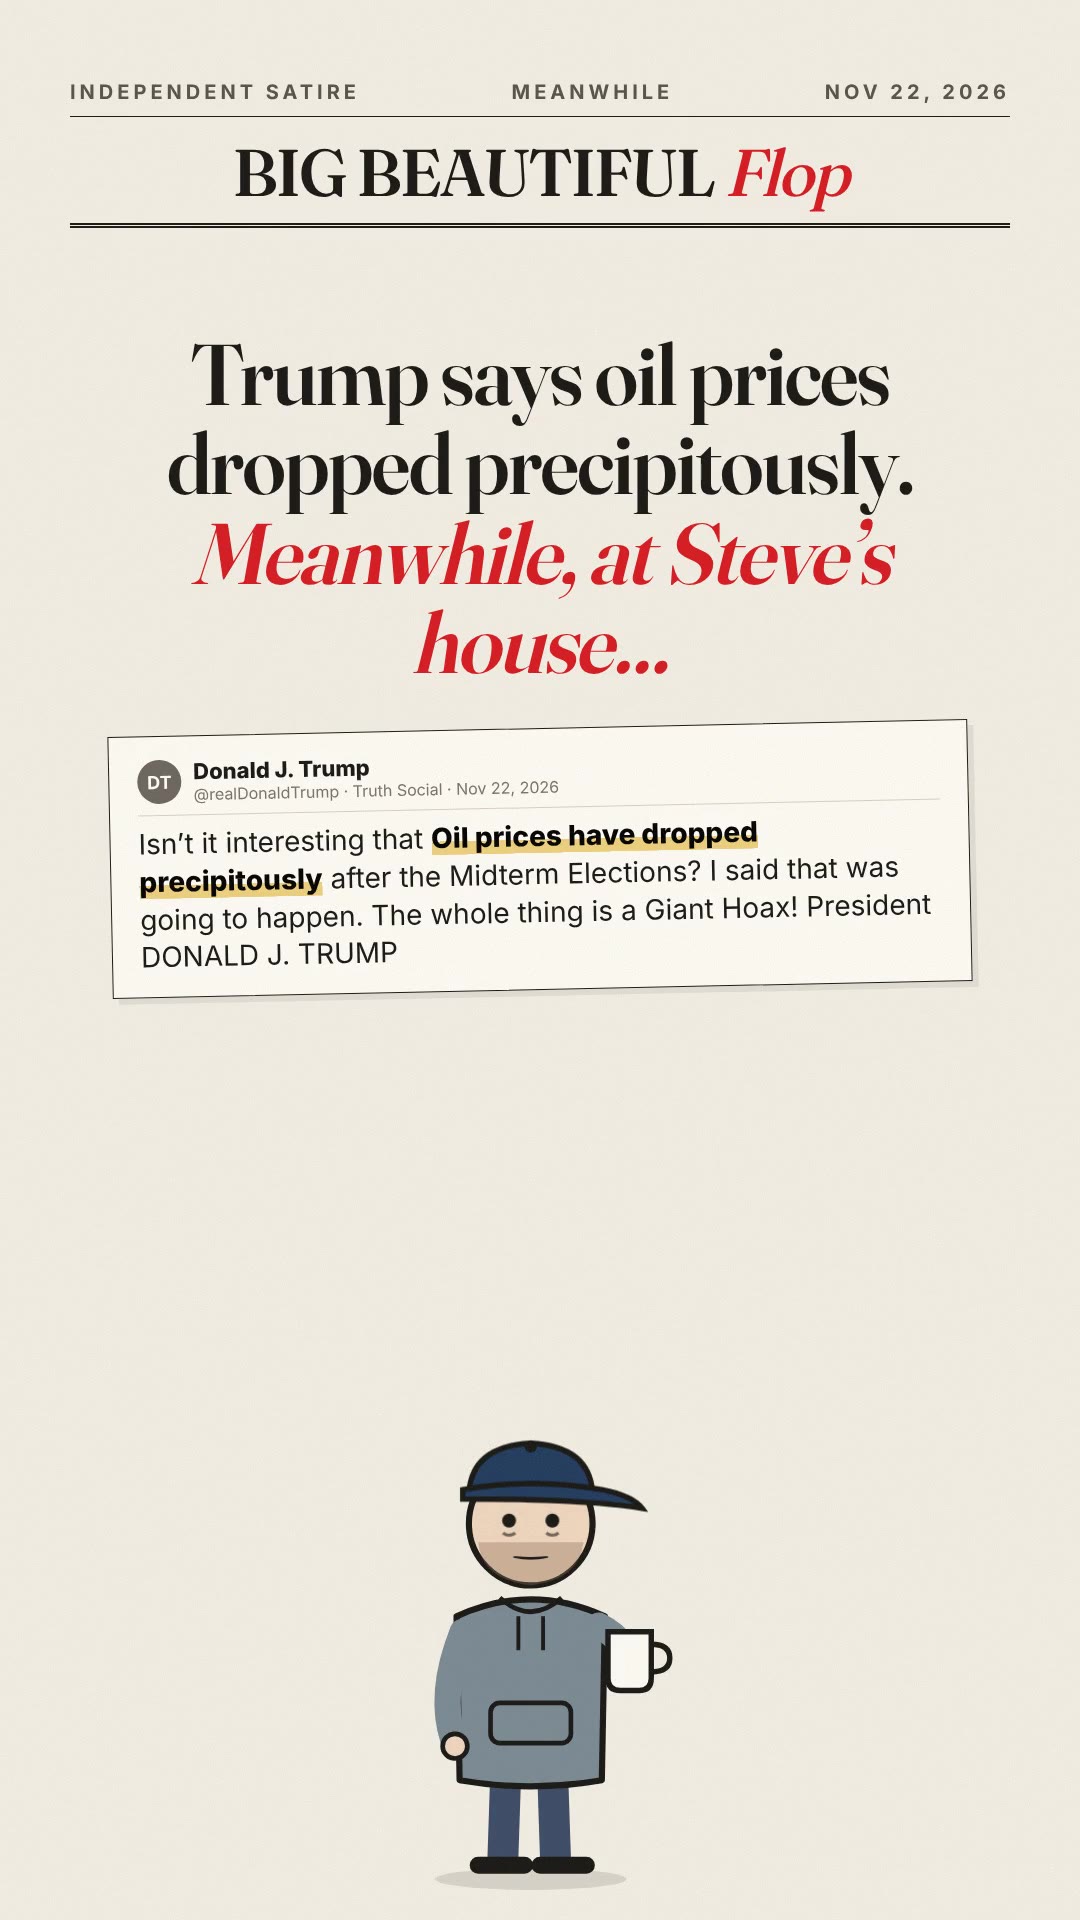 INDEPENDENT SATIRE MEANWHILE NOV 22, 2026
BIG BEAUTIFUL Flop
Trump says oil prices
dropped precipitously.
Meanwhile, at Steve’s
house...
DT
Donald J. Trump
@realDonaldTrump · Truth Social · Nov 22, 2026
Isn’t it interesting that Oil prices have dropped
precipitously after the Midterm Elections? I said that was
going to happen. The whole thing is a Giant Hoax! President
DONALD J. TRUMP